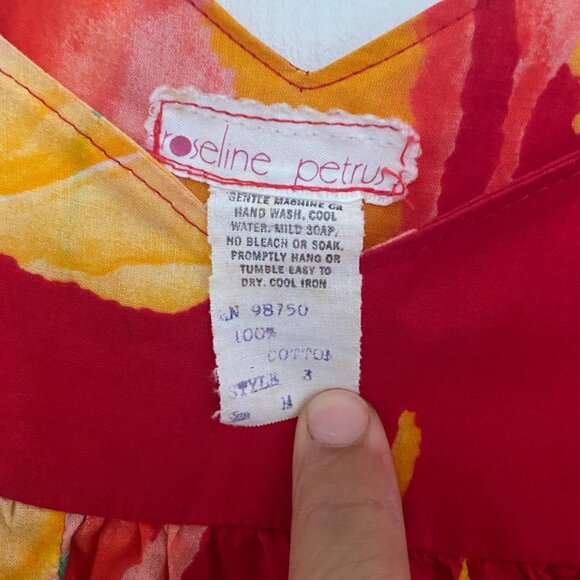 roseline petrus
GENTLE MACHINE OR
HAND WASH. COOL
WATER. MILD SOAP.
NO BLEACH OR SOAK.
PROMPTLY HANG OR
TUMBLE EASY TO
DRY. COOL IRON
98750
100%
COTTON
STYLE 3
M